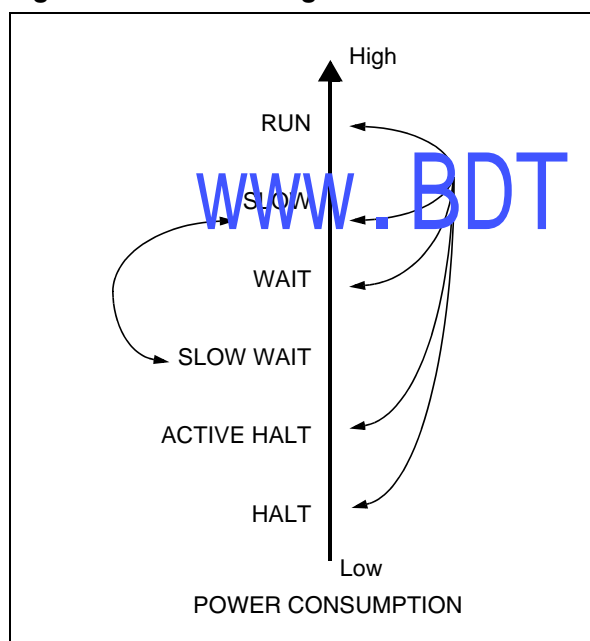 High
RUN
www.BDT
SLOW
WAIT
SLOW WAIT
ACTIVE HALT
HALT
Low
POWER CONSUMPTION